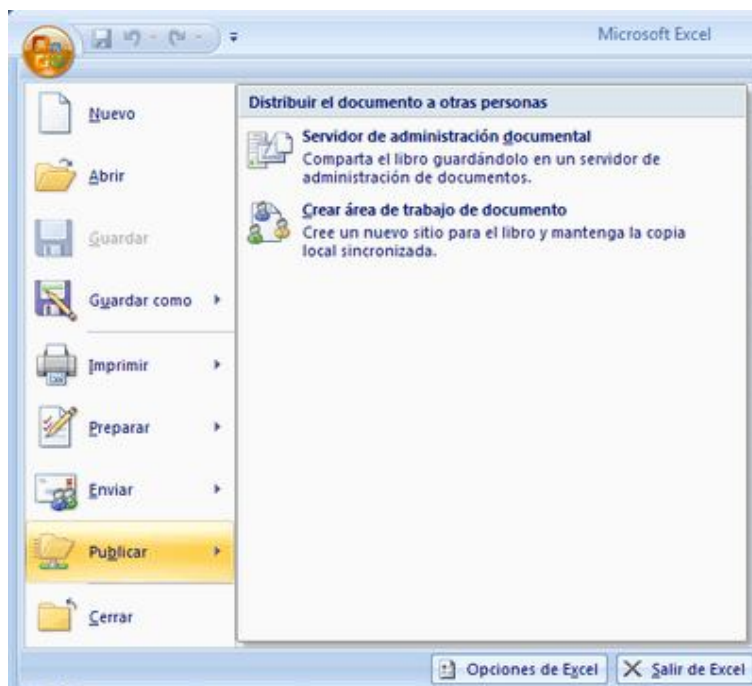 Microsoft Excel
Nuevo
Abrir
Guardar
Guardar como
Imprimir
Preparar
Enviar
Publicar
Cerrar
Distribuir el documento a otras personas
Servidor de administración documental
Comparta el libro guardándolo en un servidor de
administración de documentos.
Crear área de trabajo de documento
Cree un nuevo sitio para el libro y mantenga la copia
local sincronizada.
Opciones de Excel
Salir de Excel